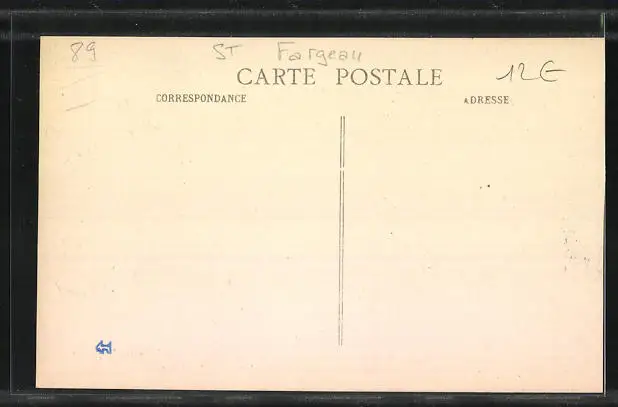 89 ST Fargeau
CARTE POSTALE 12€
CORRESPONDANCE ADRESSE